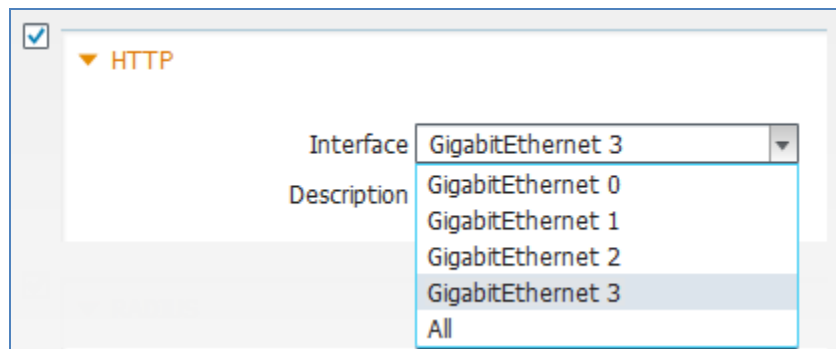 HTTP
Interface GigabitEthernet 3
Description GigabitEthernet 0
GigabitEthernet 1
GigabitEthernet 2
GigabitEthernet 3
All